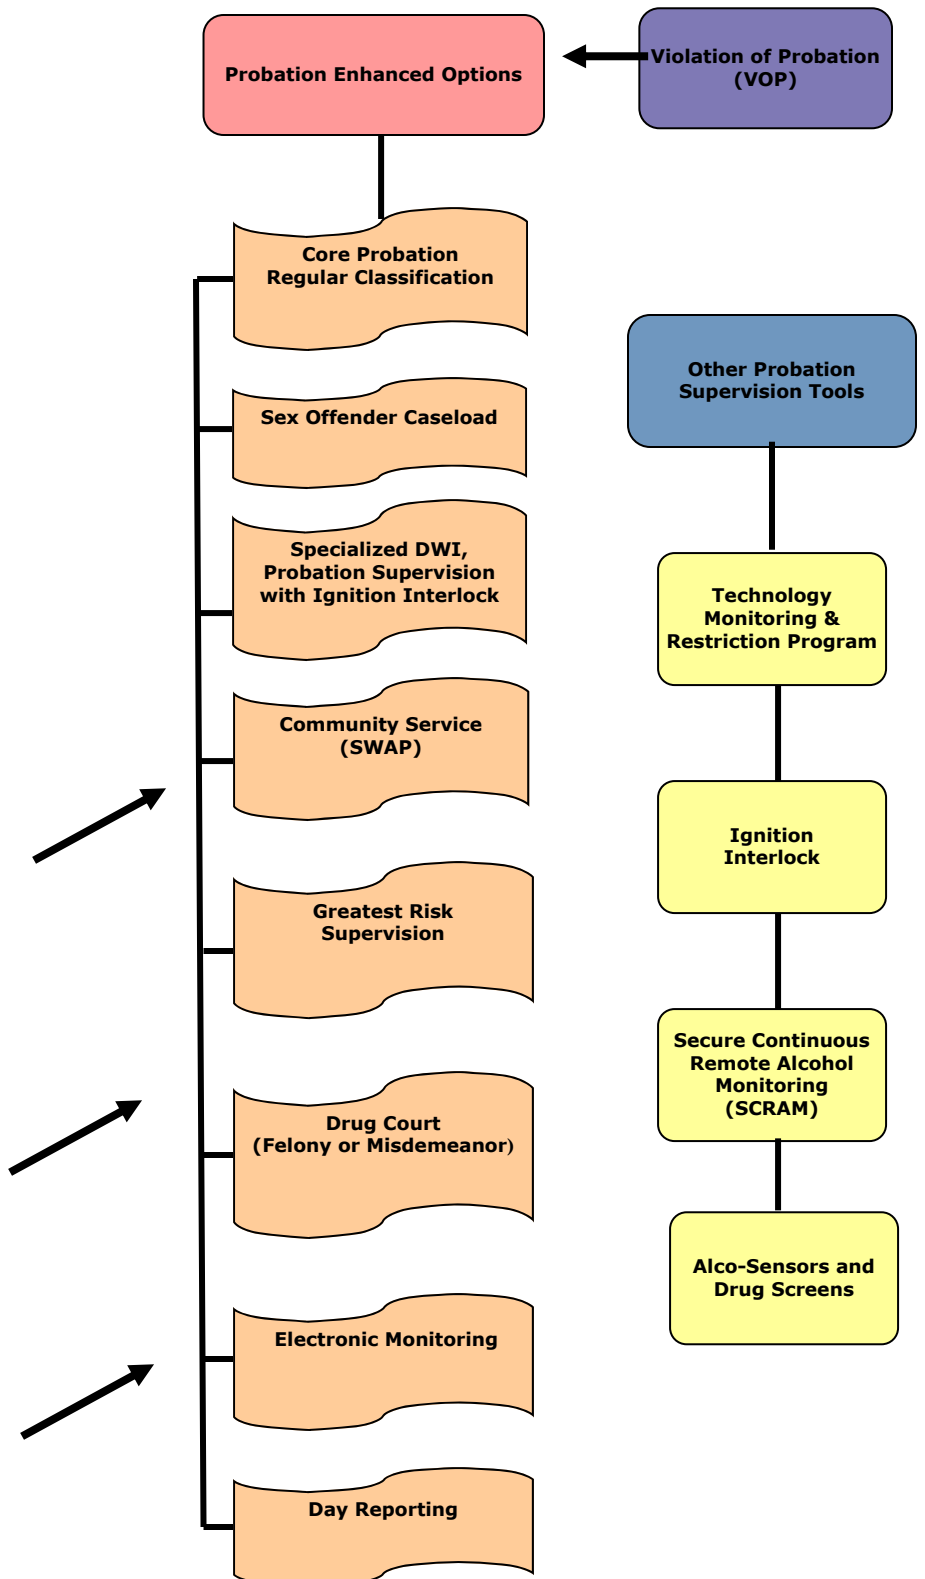 Probation Enhanced Options
Violation of Probation
(VOP)
Core Probation
Regular Classification
Sex Offender Caseload
Specialized DWI,
Probation Supervision
with Ignition Interlock
Community Service
(SWAP)
Greatest Risk
Supervision
Drug Court
(Felony or Misdemeanor)
Electronic Monitoring
Day Reporting
Other Probation
Supervision Tools
Technology
Monitoring &
Restriction Program
Ignition
Interlock
Secure Continuous
Remote Alcohol
Monitoring
(SCRAM)
Alco-Sensors and
Drug Screens